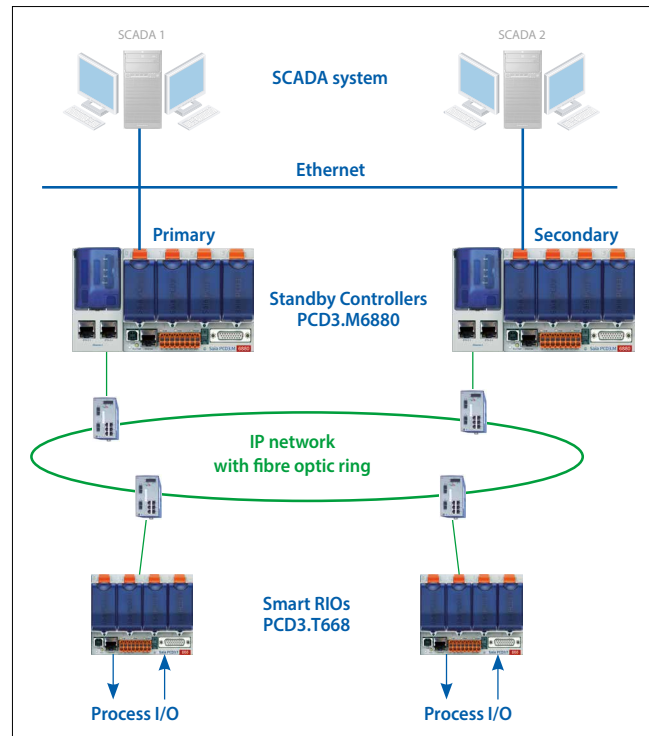 SCADA 1
SCADA 2
SCADA system
Ethernet
Primary
Secondary
Standby Controllers
PCD3.M6880
IP network
with fibre optic ring
Smart RIOs
PCD3.T668
Process I/O
Process I/O